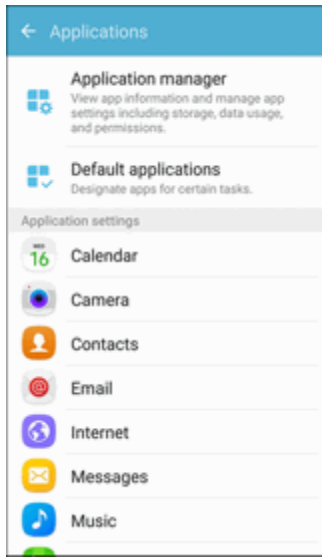 Applications
Application manager
View app information and manage app
settings including storage, data usage,
and permissions.
Default applications
Designate apps for certain tasks.
Application settings
WED
16
Calendar
Camera
Contacts
@
Email
Internet
Messages
Music